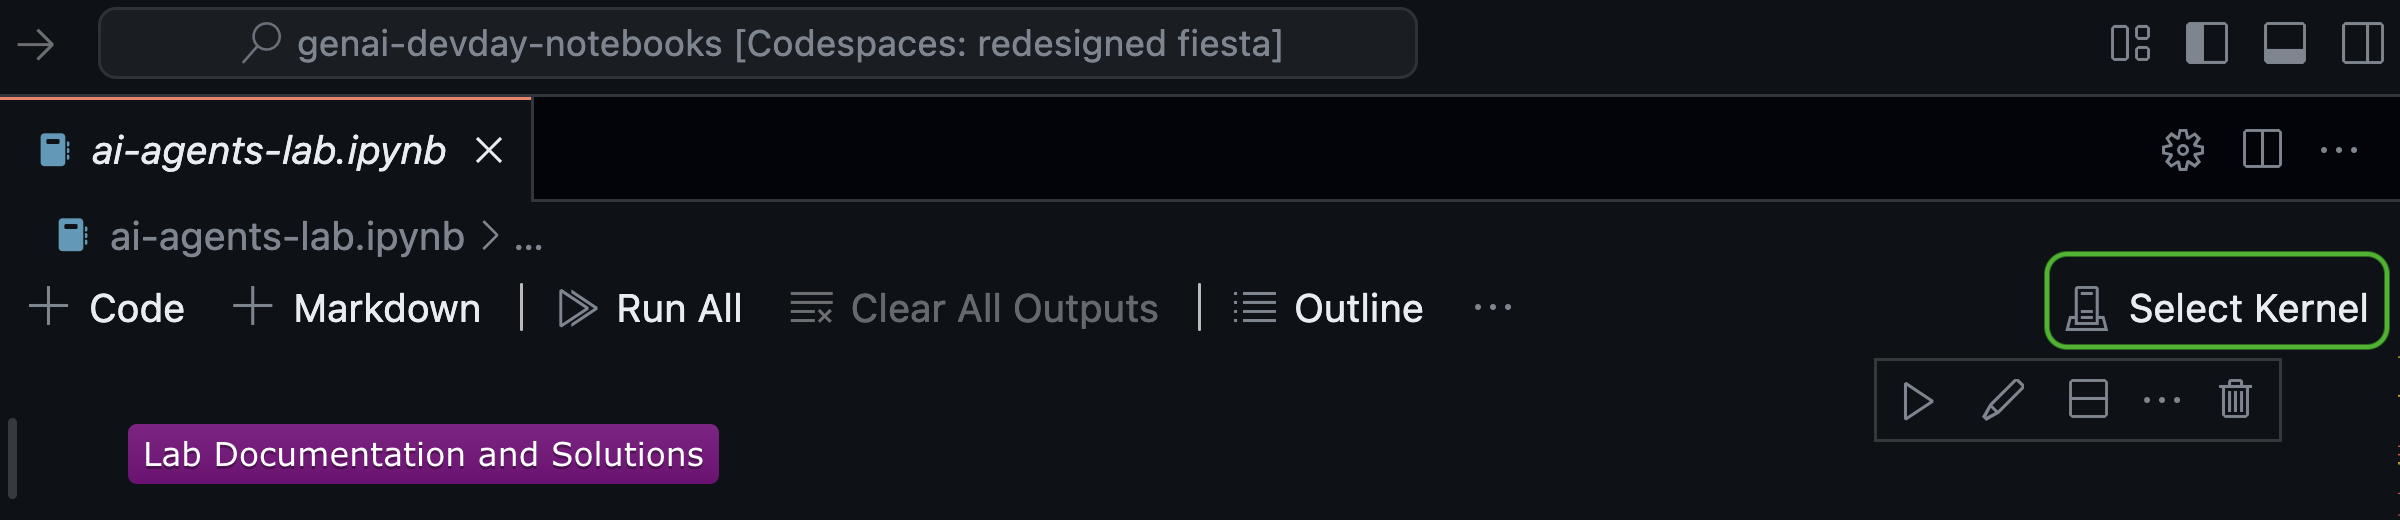 genai-devday-notebooks [Codespaces: redesigned fiesta]
ai-agents-lab.ipynb
ai-agents-lab.ipynb > ...
Code Markdown Run All Clear All Outputs Outline ... Select Kernel
Lab Documentation and Solutions